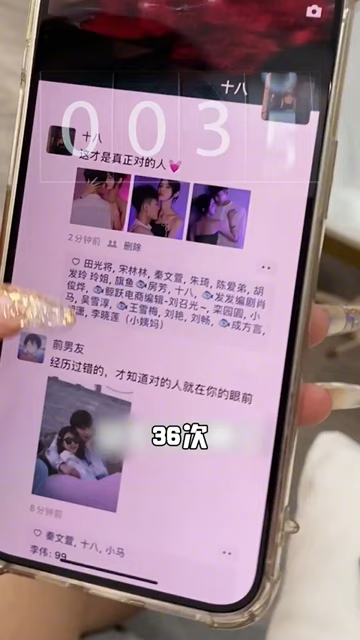 十八
003
十八
这才是真正对的人💓
2分钟前 删除
田光将, 宋林林, 秦文萱, 朱琦, 陈爱弟, 胡
发玲 玲姐, 旗鱼🐟房芳, 十八, 🐟发发编剧肖
俊烨, 🐟鲸跃电商编辑-刘召光~, 栾园园, 小
马, 吴雪淳, 🐟王雪梅, 刘艳, 刘畅, 🐟成方言,
李晓莲（小姨妈）
前男友
经历过错的，才知道对的人就在你的眼前
36次
8分钟前
秦文萱, 十八, 小马
李伟: 99